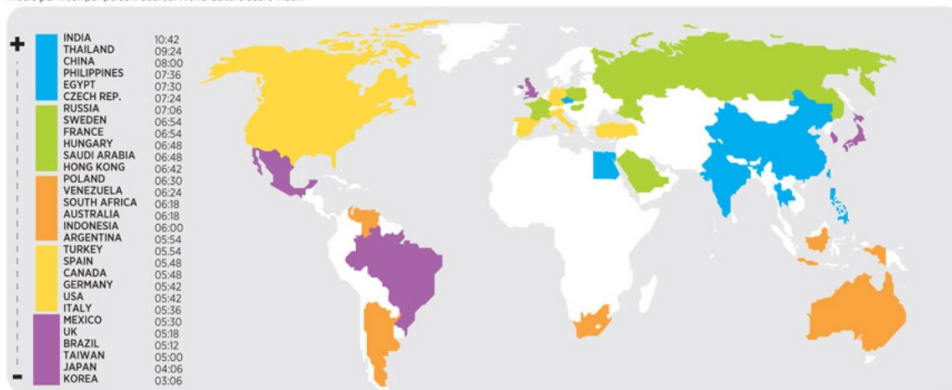 +
INDIA 10:42
THAILAND 09:24
CHINA 08:00
PHILIPPINES 07:36
EGYPT 07:30
CZECH REP. 07:24
RUSSIA 07:06
SWEDEN 06:54
FRANCE 06:54
HUNGARY 06:48
SAUDI ARABIA 06:48
HONG KONG 06:42
POLAND 06:30
VENEZUELA 06:24
SOUTH AFRICA 06:18
AUSTRALIA 06:18
INDONESIA 06:00
ARGENTINA 05:54
TURKEY 05:54
SPAIN 05:48
CANADA 05:48
GERMANY 05:42
USA 05:42
ITALY 05:36
MEXICO 05:30
UK 05:18
BRAZIL 05:12
TAIWAN 05:00
JAPAN 04:06
KOREA 03:06
-